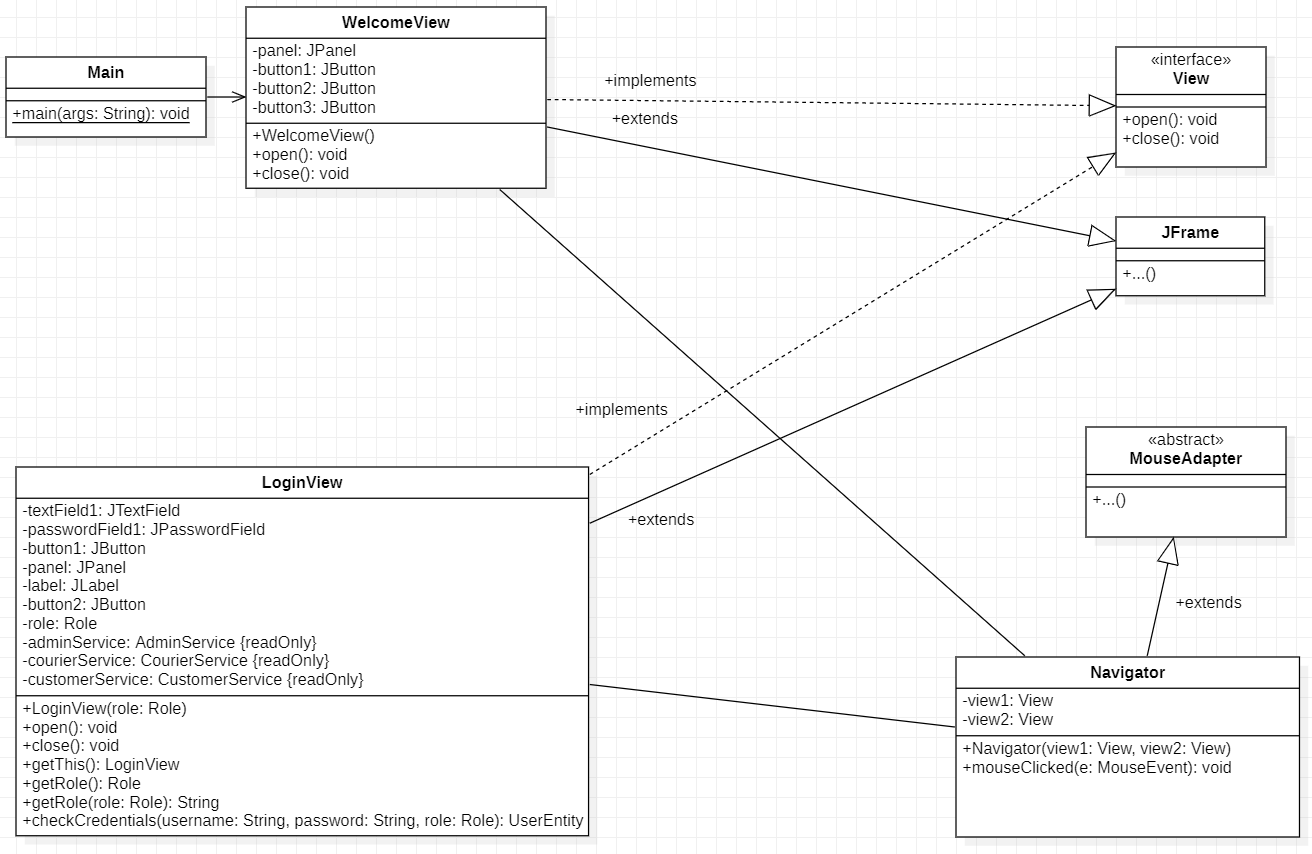 Main
+main(args: String): void
WelcomeView
-panel: JPanel
-button1: JButton
-button2: JButton
-button3: JButton
+WelcomeView()
+open(): void
+close(): void
+implements
+extends
«interface»
View
+open(): void
+close(): void
JFrame
+...()
+implements
+extends
«abstract»
MouseAdapter
+...()
+extends
LoginView
-textField1: JTextField
-passwordField1: JPasswordField
-button1: JButton
-panel: JPanel
-label: JLabel
-button2: JButton
-role: Role
-adminService: AdminService {readOnly}
-courierService: CourierService {readOnly}
-customerService: CustomerService {readOnly}
+LoginView(role: Role)
+open(): void
+close(): void
+getThis(): LoginView
+getRole(): Role
+getRole(role: Role): String
+checkCredentials(username: String, password: String, role: Role): UserEntity
Navigator
-view1: View
-view2: View
+Navigator(view1: View, view2: View)
+mouseClicked(e: MouseEvent): void